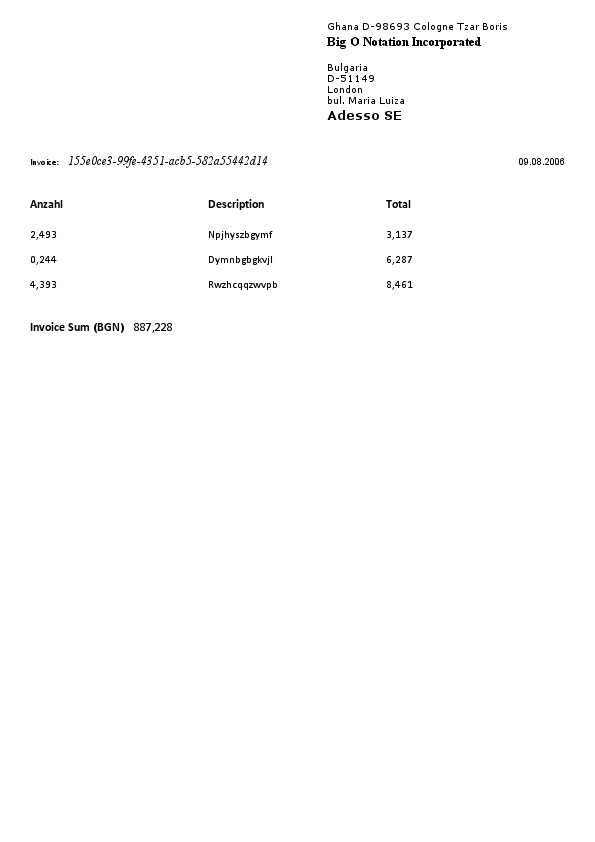 Ghana D-98693 Cologne Tzar Boris
Big O Notation Incorporated
Bulgaria
D-51149
London
bul. Maria Luiza
Adesso SE
Invoice: 155e0ce3-99fe-4351-acb5-582a55442d14 09.08.2006
Anzahl Description Total
2,493 Npjhyszbgymf 3,137
0,244 Dymnbgbgkvjl 6,287
4,393 Rwzhcqqzwvpb 8,461
Invoice Sum (BGN) 887,228